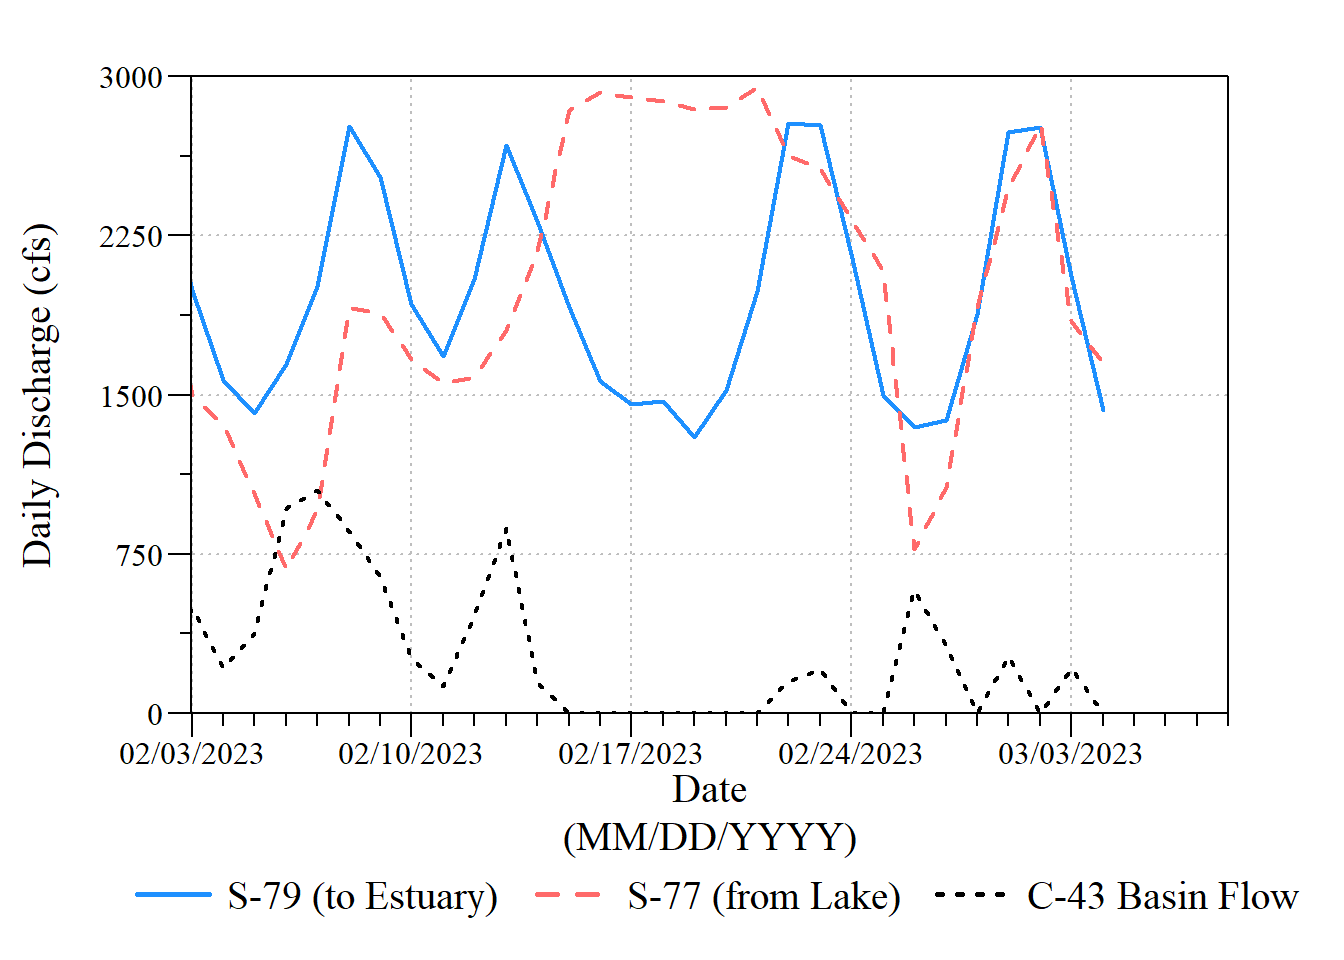 Daily Discharge (cfs)
3000
2250
1500
750
0
02/03/2023 02/10/2023 02/17/2023 02/24/2023 03/03/2023
Date
(MM/DD/YYYY)
S-79 (to Estuary) S-77 (from Lake) C-43 Basin Flow